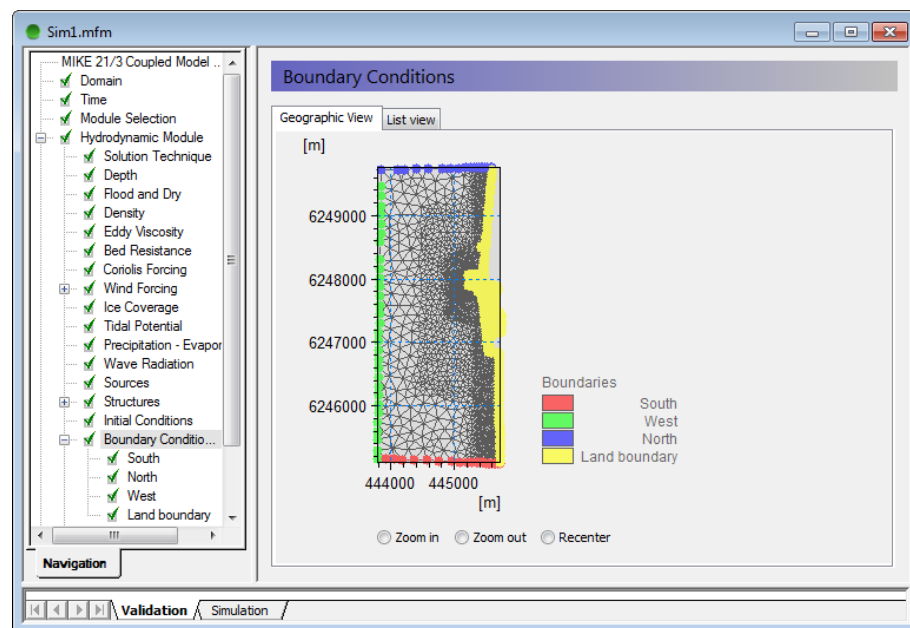 Sim1.mfm
MIKE 21/3 Coupled Model ...
Domain
Time
Module Selection
Hydrodynamic Module
Solution Technique
Depth
Flood and Dry
Density
Eddy Viscosity
Bed Resistance
Coriolis Forcing
Wind Forcing
Ice Coverage
Tidal Potential
Precipitation - Evapor
Wave Radiation
Sources
Structures
Initial Conditions
Boundary Conditio...
South
North
West
Land boundary
Navigation
Boundary Conditions
Geographic View List view
[m]
6249000
6248000
6247000
6246000
444000 445000
[m]
Boundaries
South
West
North
Land boundary
Zoom in Zoom out Recenter
Validation Simulation